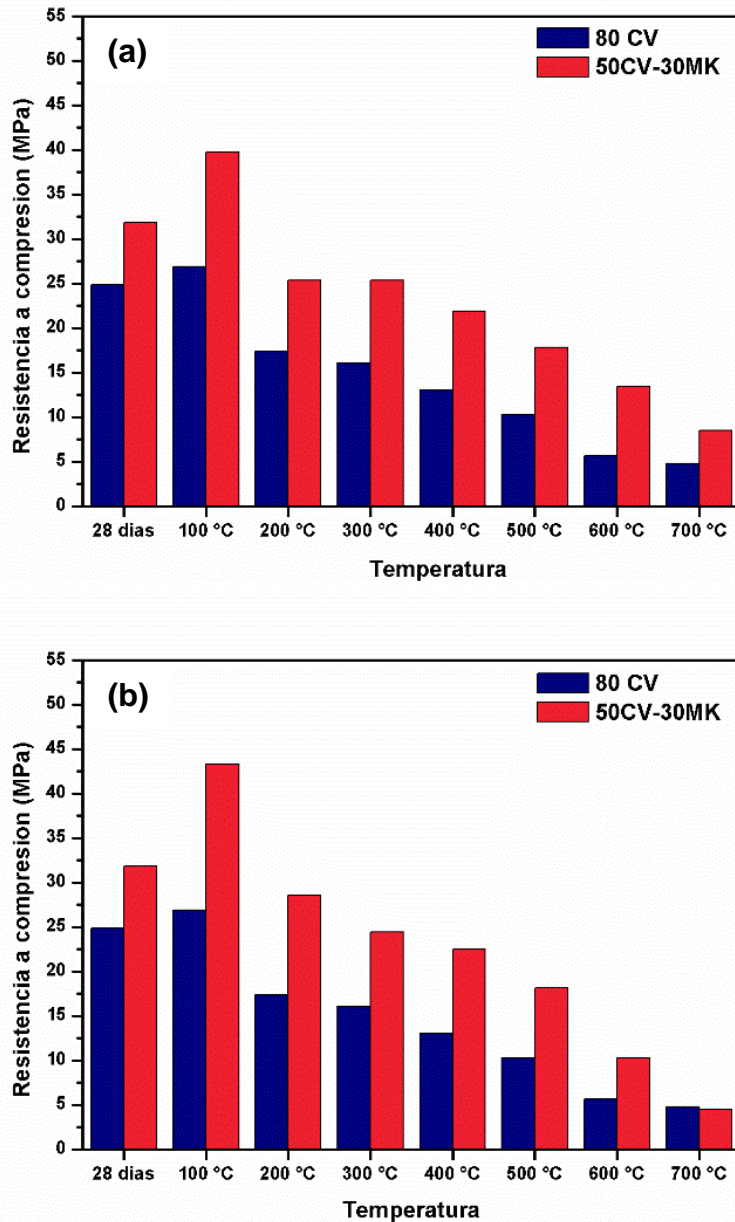 (a)
80 CV
50CV-30MK
Resistencia a compresion (MPa)
55
50
45
40
35
30
25
20
15
10
5
0
28 dias 100 °C 200 °C 300 °C 400 °C 500 °C 600 °C 700 °C
Temperatura
(b)
80 CV
50CV-30MK
Resistencia a compresion (MPa)
55
50
45
40
35
30
25
20
15
10
5
0
28 dias 100 °C 200 °C 300 °C 400 °C 500 °C 600 °C 700 °C
Temperatura